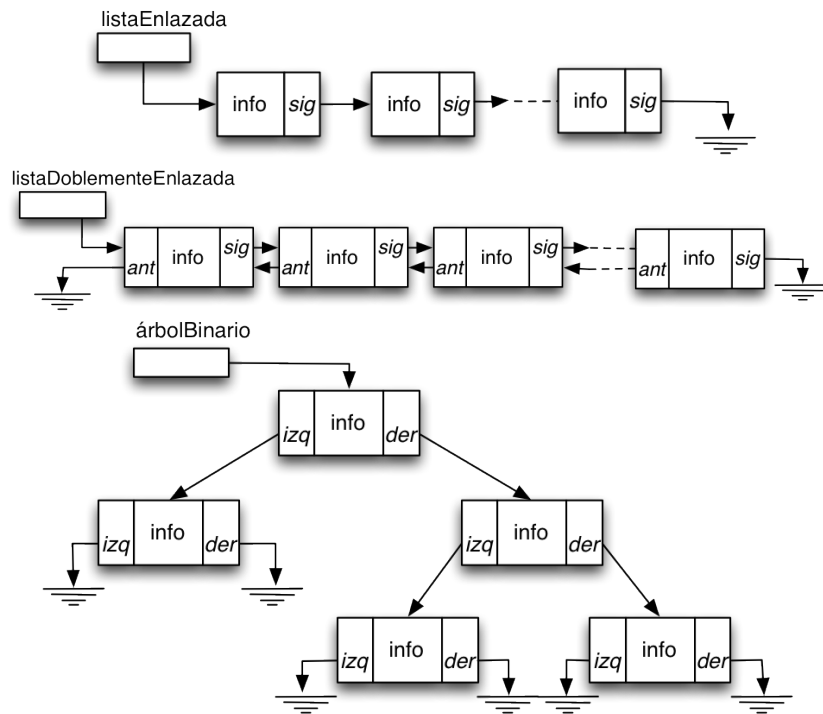 listaEnlazada
info sig info sig info sig
listaDoblementeEnlazada
ant info sig ant info sig ant info sig ant info sig
árbolBinario
izq info der
izq info der izq info der
izq info der izq info der